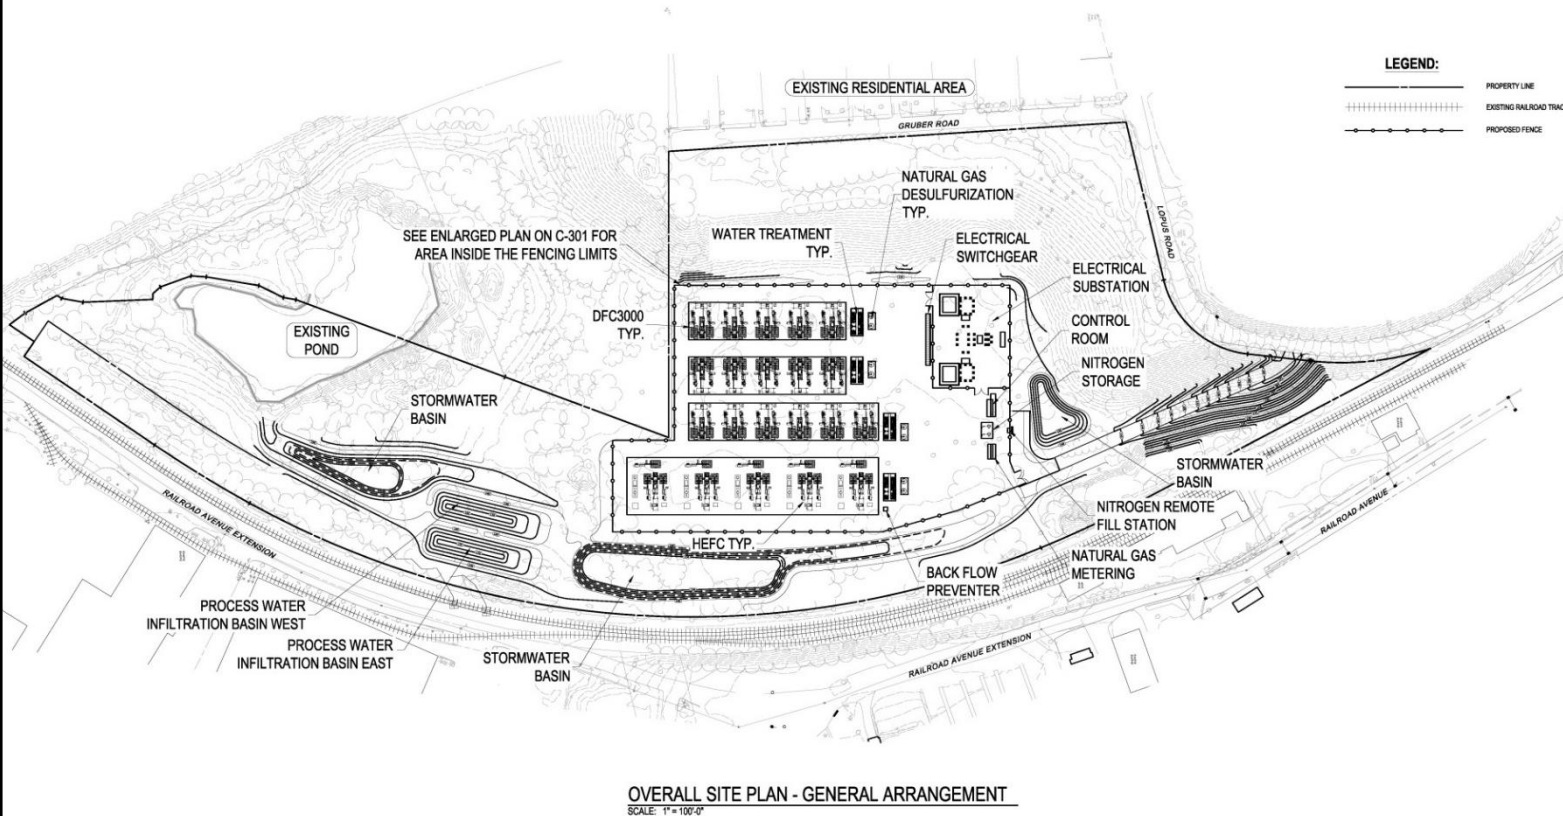 LEGEND:
PROPERTY LINE
EXISTING RAILROAD TRAC
PROPOSED FENCE
EXISTING RESIDENTIAL AREA
GRUBER ROAD
LOPUS ROAD
NATURAL GAS
DESULFURIZATION
TYP.
WATER TREATMENT
TYP.
ELECTRICAL
SWITCHGEAR
SEE ENLARGED PLAN ON C-301 FOR
AREA INSIDE THE FENCING LIMITS
ELECTRICAL
SUBSTATION
DFC3000
TYP.
CONTROL
ROOM
EXISTING
POND
NITROGEN
STORAGE
STORMWATER
BASIN
STORMWATER
BASIN
RAILROAD AVENUE EXTENSION
NITROGEN REMOTE
FILL STATION
RAILROAD AVENUE
HEFC TYP.
NATURAL GAS
METERING
BACK FLOW
PREVENTER
PROCESS WATER
INFILTRATION BASIN WEST
PROCESS WATER
INFILTRATION BASIN EAST
STORMWATER
BASIN
RAILROAD AVENUE EXTENSION
OVERALL SITE PLAN - GENERAL ARRANGEMENT
SCALE: 1" = 100'-0"